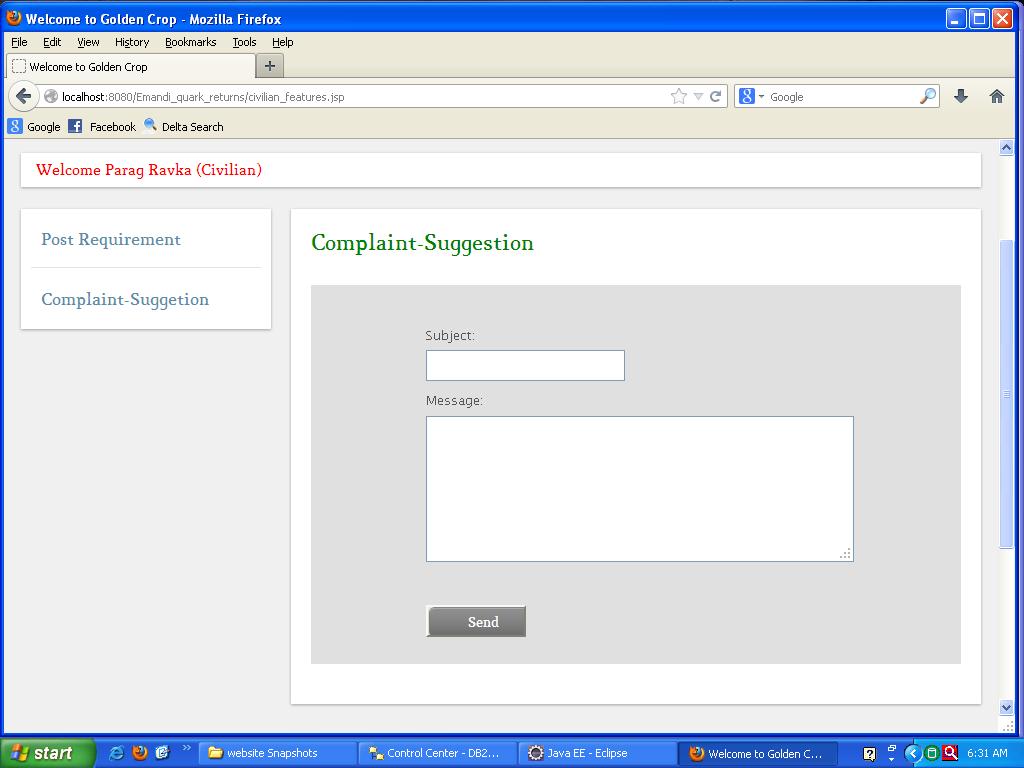 Welcome to Golden Crop - Mozilla Firefox
File Edit View History Bookmarks Tools Help
Welcome to Golden Crop +
localhost:8080/Emandi_quark_returns/civilian_features.jsp
8 Google
8 Google Facebook Delta Search
Welcome Parag Ravka (Civilian)
Post Requirement
Complaint-Suggetion
Complaint-Suggestion
Subject:
Message:
Send
start
website Snapshots
Control Center - DB2...
Java EE - Eclipse
Welcome to Golden C...
6:31 AM